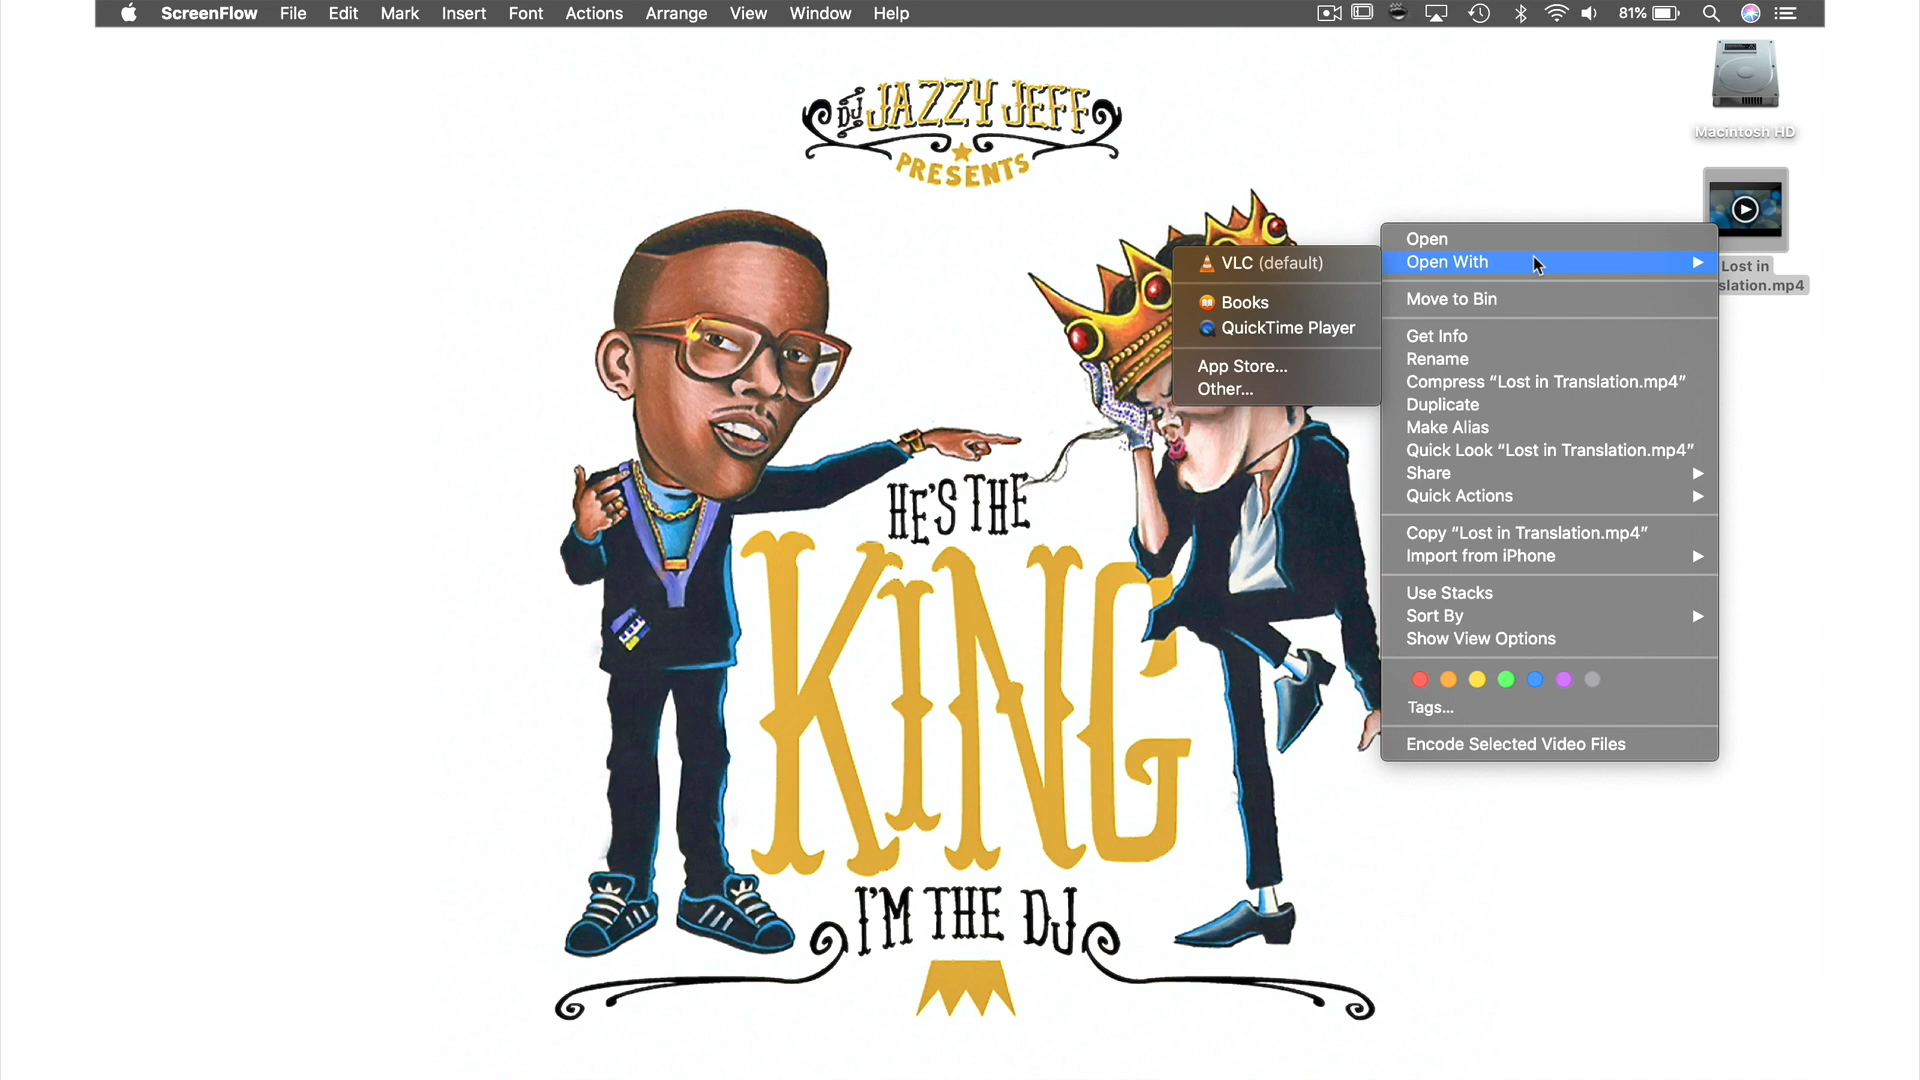 ScreenFlow File Edit Mark Insert Font Actions Arrange View Window Help 81%
DJ JAZZY JEFF
PRESENTS
HE'S THE
KING
I'M THE DJ
Macintosh HD
Lost in
slation.mp4
VLC (default)
Books
QuickTime Player
App Store...
Other...
Open
Open With
Move to Bin
Get Info
Rename
Compress “Lost in Translation.mp4”
Duplicate
Make Alias
Quick Look “Lost in Translation.mp4”
Share
Quick Actions
Copy “Lost in Translation.mp4”
Import from iPhone
Use Stacks
Sort By
Show View Options
Tags...
Encode Selected Video Files